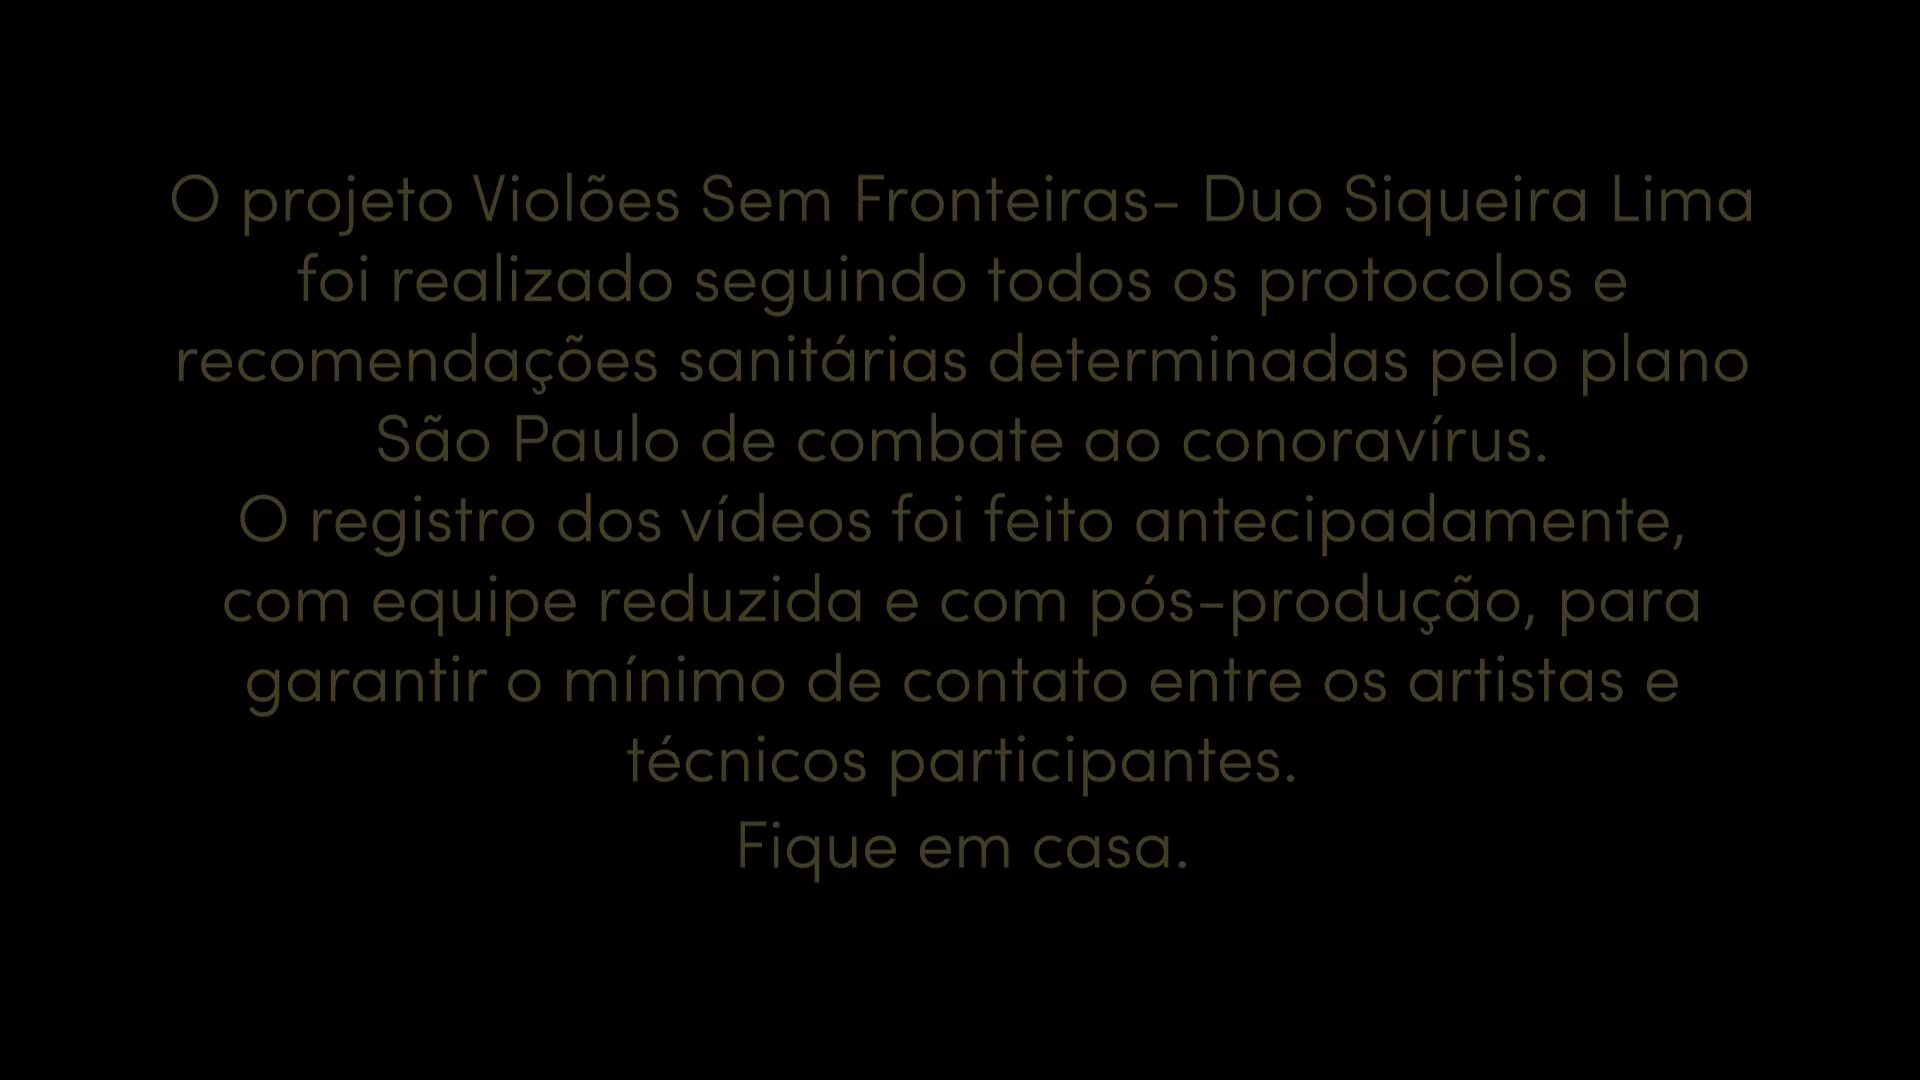 O projeto Violões Sem Fronteiras- Duo Siqueira Lima
foi realizado seguindo todos os protocolos e
recomendações sanitárias determinadas pelo plano
São Paulo de combate ao conoravírus.
O registro dos vídeos foi feito antecipadamente,
com equipe reduzida e com pós-produção, para
garantir o mínimo de contato entre os artistas e
técnicos participantes.
Fique em casa.